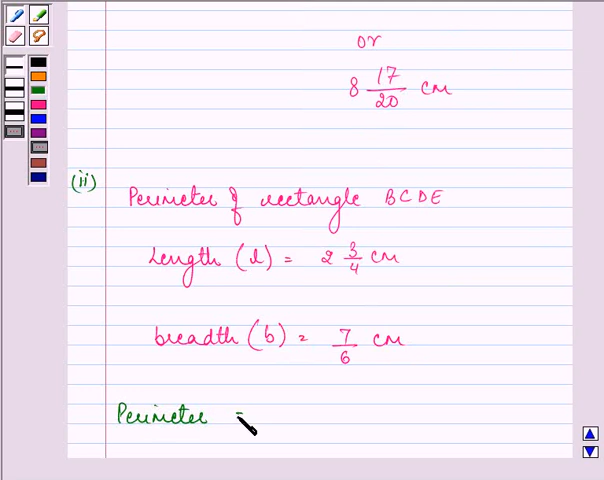 or
8 17/20 cm
(ii)
Perimeter of rectangle BCDE
Length (l) = 2 3/4 cm
breadth (b) = 7/6 cm
Perimeter =